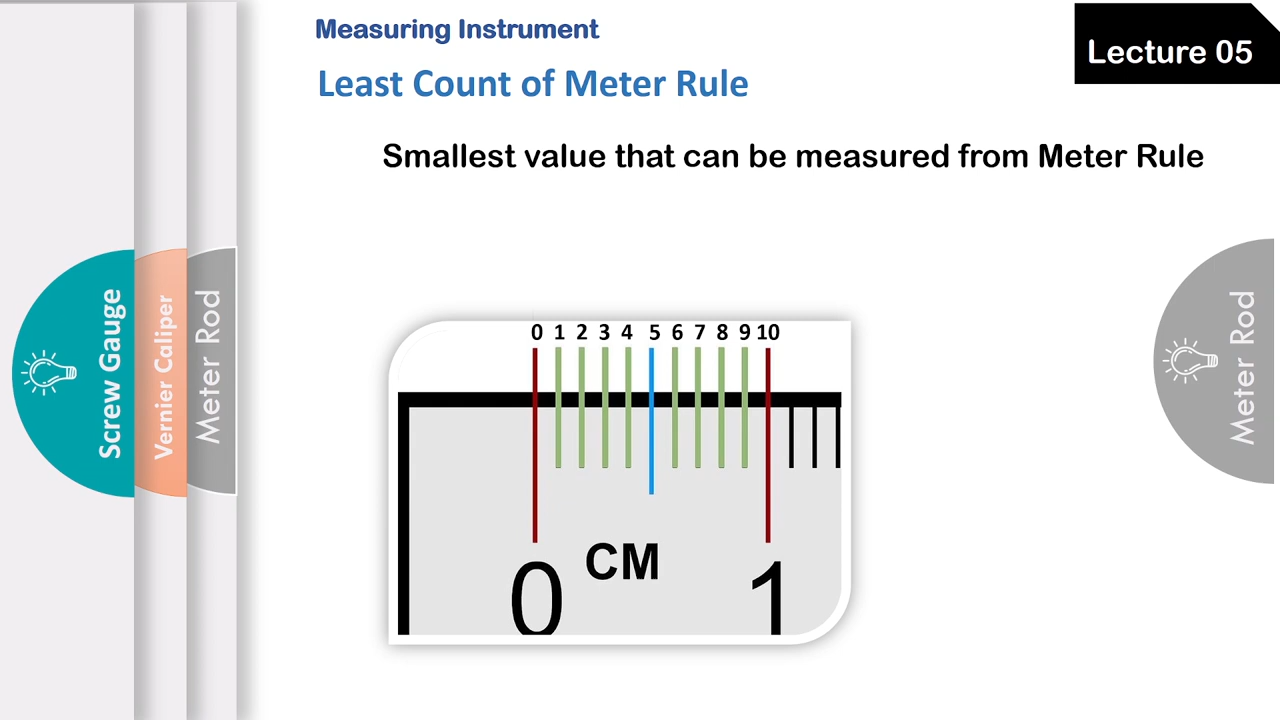 Measuring Instrument
Lecture 05
Least Count of Meter Rule
Smallest value that can be measured from Meter Rule
Screw Gauge
Vernier Caliper
Meter Rod
0 1 2 3 4 5 6 7 8 9 10
CM
0 1
Meter Rod